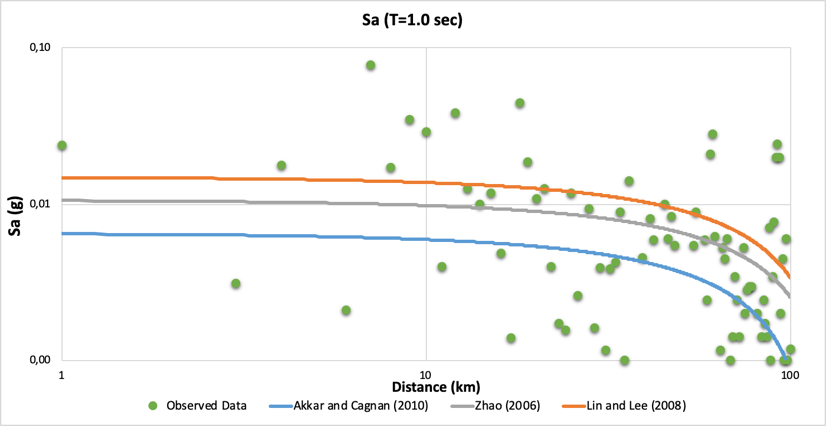 Sa (T=1.0 sec)
0,10
0,01
0,00
Sa (g)
1
10
100
Distance (km)
Observed Data
Akkar and Cagnan (2010)
Zhao (2006)
Lin and Lee (2008)